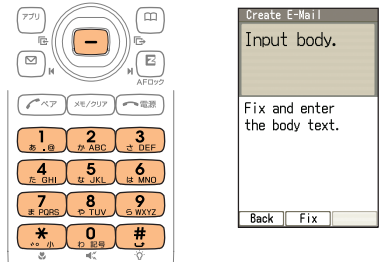 アプリ
AFロック
ペア
メモ/クリア
電源
1 あ .@
2 か ABC
3 さ DEF
4 た GHI
5 な JKL
6 は MNO
7 ま PQRS
8 や TUV
9 ら WXYZ
* 小
0 わ 記号
#
Create E-Mail
Input body.
Fix and enter
the body text.
Back Fix